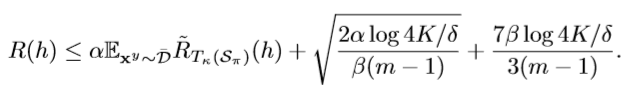 R(h) ≤ α𝔼_{𝐱^y∼𝒟̄} R̃_{T_κ(𝒮_π)}(h) + √(2α log 4K/δ / β(m − 1)) + 7β log 4K/δ / 3(m − 1).